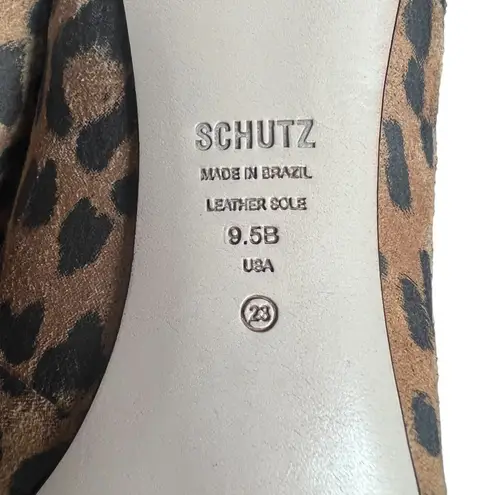 SCHUTZ
MADE IN BRAZIL
LEATHER SOLE
9.5B
USA
23